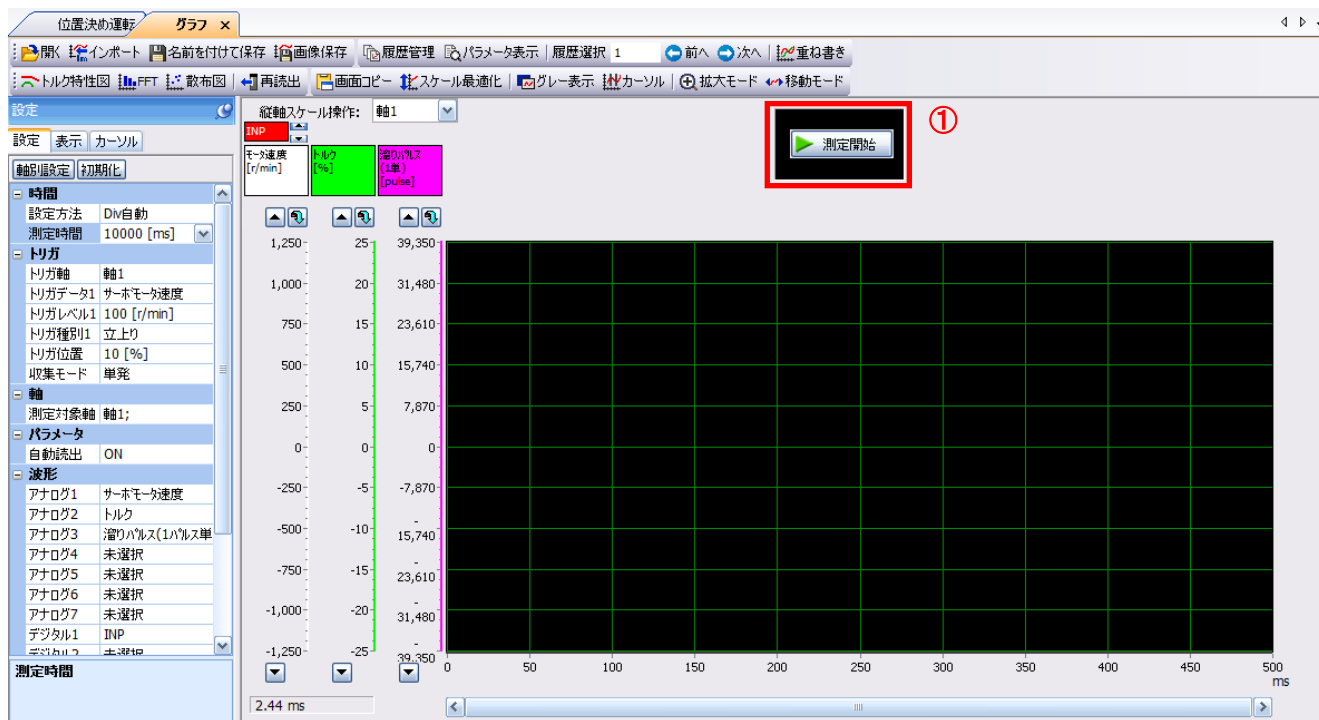 位置決め運転 グラフ ×
開く インポート 名前を付けて保存 画像保存 履歴管理 パラメータ表示 履歴選択 1 前へ 次へ 重ね書き
トルク特性図 FFT 散布図 再読出 画面コピー スケール最適化 グレー表示 カーソル 拡大モード 移動モード
設定
設定 表示 カーソル
軸別設定 初期化
時間
設定方法 Div自動
測定時間 10000 [ms]
トリガ
トリガ軸 軸1
トリガデータ1 サーボモータ速度
トリガレベル1 100 [r/min]
トリガ種別1 立上り
トリガ位置 10 [%]
収集モード 単発
軸
測定対象軸 軸1;
パラメータ
自動読出 ON
波形
アナログ1 サーボモータ速度
アナログ2 トルク
アナログ3 溜りパルス(1パルス単
アナログ4 未選択
アナログ5 未選択
アナログ6 未選択
アナログ7 未選択
デジタル1 INP
デジタル2 未選択
測定時間
縦軸スケール操作: 軸1
INP
モータ速度 [r/min]
トルク [%]
溜りパルス (1単) [pulse]
測定開始
①
1,250 25 39,350
1,000 20 31,480
750 15 23,610
500 10 15,740
250 5 7,870
0 0 0
-250 -5 -7,870
-500 -10 -15,740
-750 -15 -23,610
-1,000 -20 -31,480
-1,250 -25 -39,350
0 50 100 150 200 250 300 350 400 450 500
ms
2.44 ms